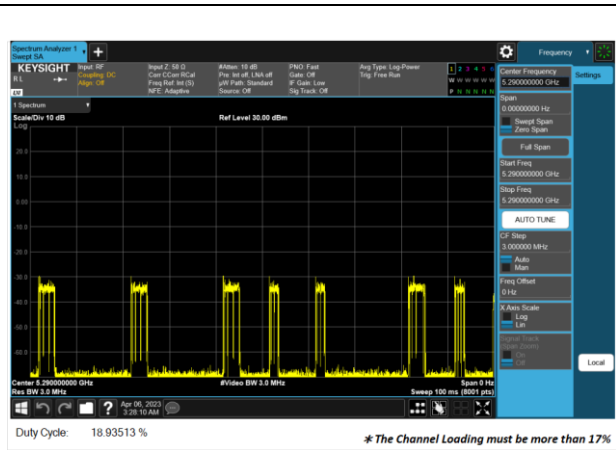 Spectrum Analyzer 1
Swept SA
Frequency
KEYSIGHT
RL
Input: RF
Coupling: DC
Align: Off
Input Z: 50 Ω
Corr CCorr RCal
Freq Ref: Int (S)
NFE: Adaptive
#Atten: 10 dB
Pre: Int off, LNA off
µW Path: Standard
Source: Off
PNO: Fast
Gate: Off
IF Gain: Low
Sig Track: Off
Avg Type: Log-Power
Trig: Free Run
1 2 3 4 5 6
W W W W W W
P N N N N N
LXI
1 Spectrum
Scale/Div 10 dB
Ref Level 30.00 dBm
Log
20.0
10.0
0.00
-10.0
-20.0
-30.0
-40.0
-50.0
-60.0
Center 5.290000000 GHz
#Video BW 3.0 MHz
Span 0 Hz
Res BW 3.0 MHz
Sweep 100 ms (8001 pts)
Center Frequency
5.290000000 GHz
Settings
Span
0.00000000 Hz
Swept Span
Zero Span
Full Span
Start Freq
5.290000000 GHz
Stop Freq
5.290000000 GHz
AUTO TUNE
CF Step
3.000000 MHz
Auto
Man
Freq Offset
0 Hz
X Axis Scale
Log
Lin
Signal Track
(Span Zoom)
On
Off
Local
?
Apr 06, 2023
3:28:10 AM
Duty Cycle: 18.93513 %
* The Channel Loading must be more than 17%